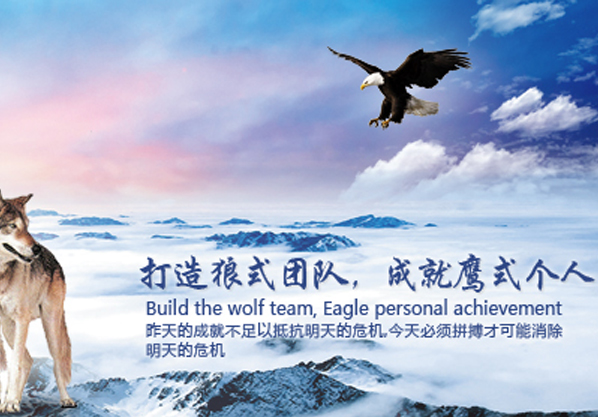 打造狼式团队，成就鹰式个人
Build the wolf team, Eagle personal achievement
昨天的成就不足以抵抗明天的危机,今天必须拼搏才可能消除
明天的危机